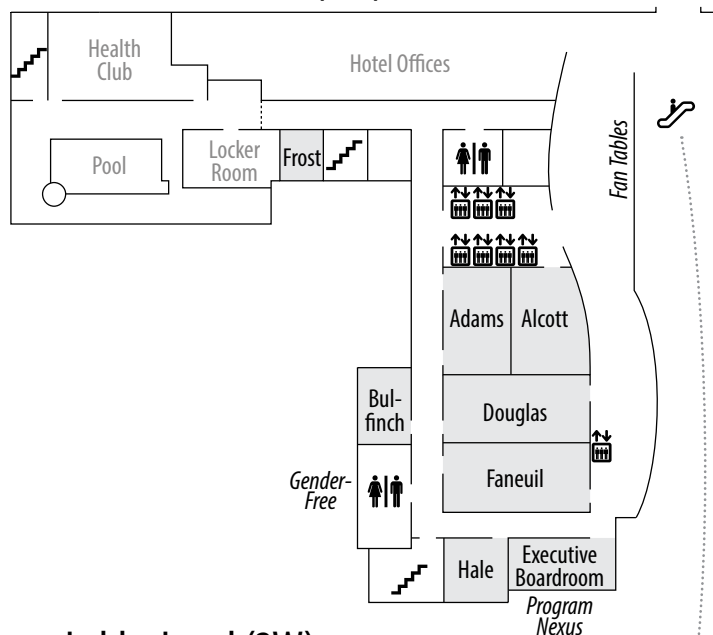 Health
Club
Hotel Offices
Pool
Locker
Room
Frost
Fan Tables
Adams
Alcott
Bul-
finch
Douglas
Gender-
Free
Faneuil
Hale
Executive
Boardroom
Program
Nexus